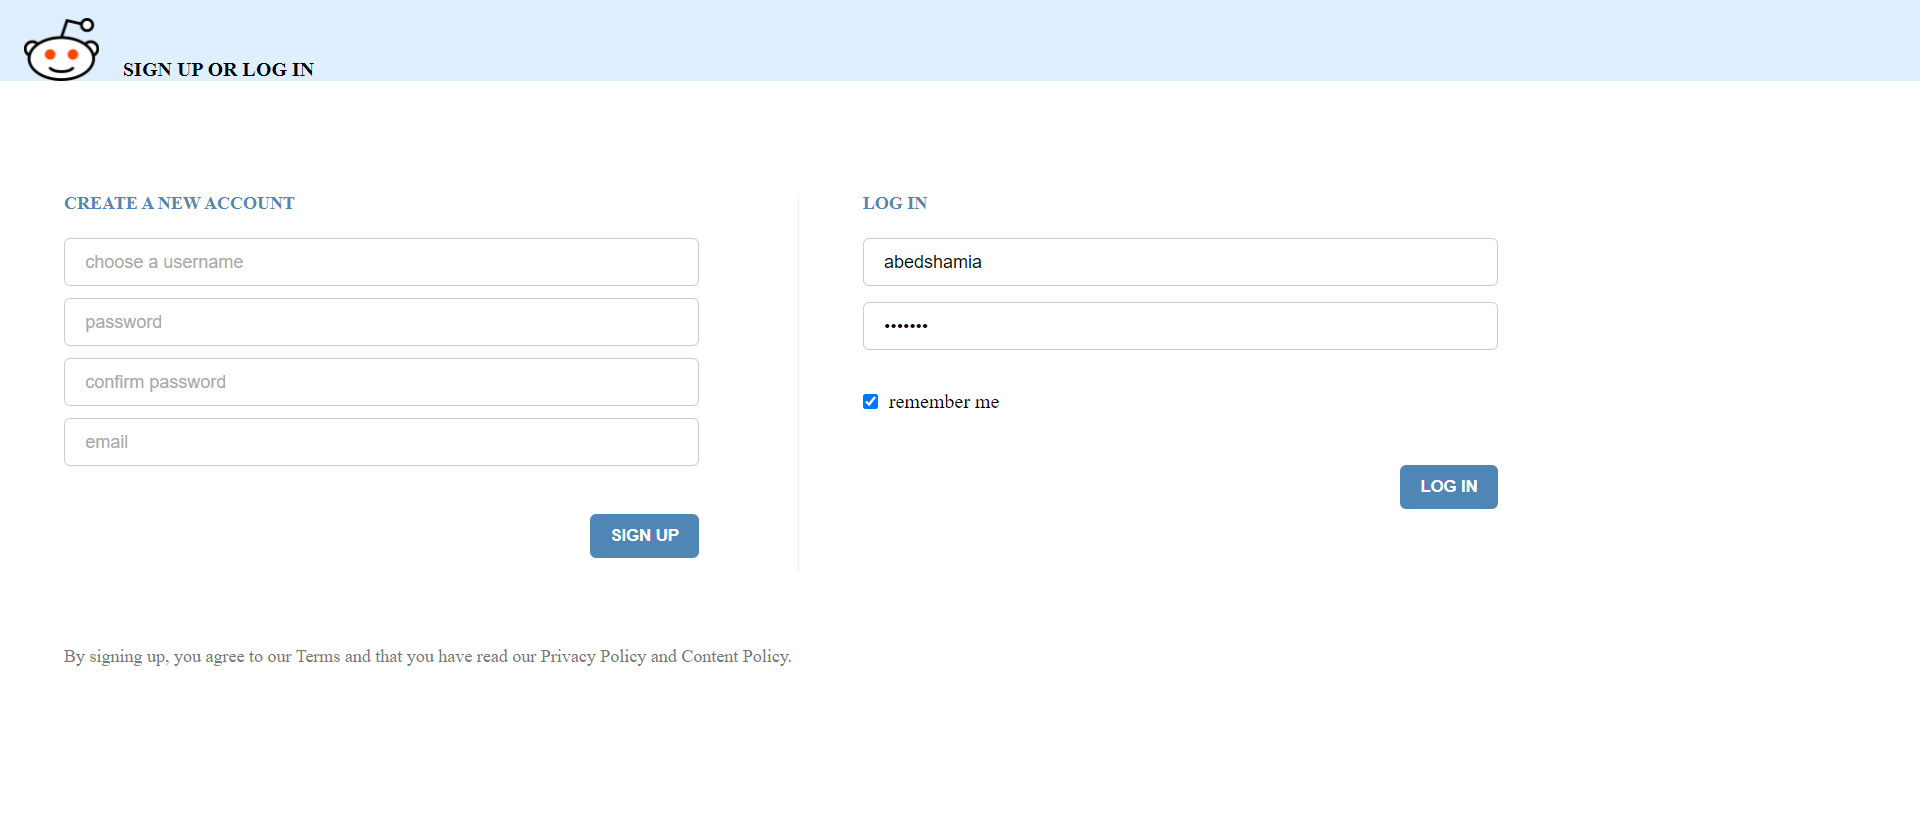 SIGN UP OR LOG IN
CREATE A NEW ACCOUNT
choose a username
password
confirm password
email
SIGN UP
LOG IN
abedshamia
•••••••
remember me
LOG IN
By signing up, you agree to our Terms and that you have read our Privacy Policy and Content Policy.